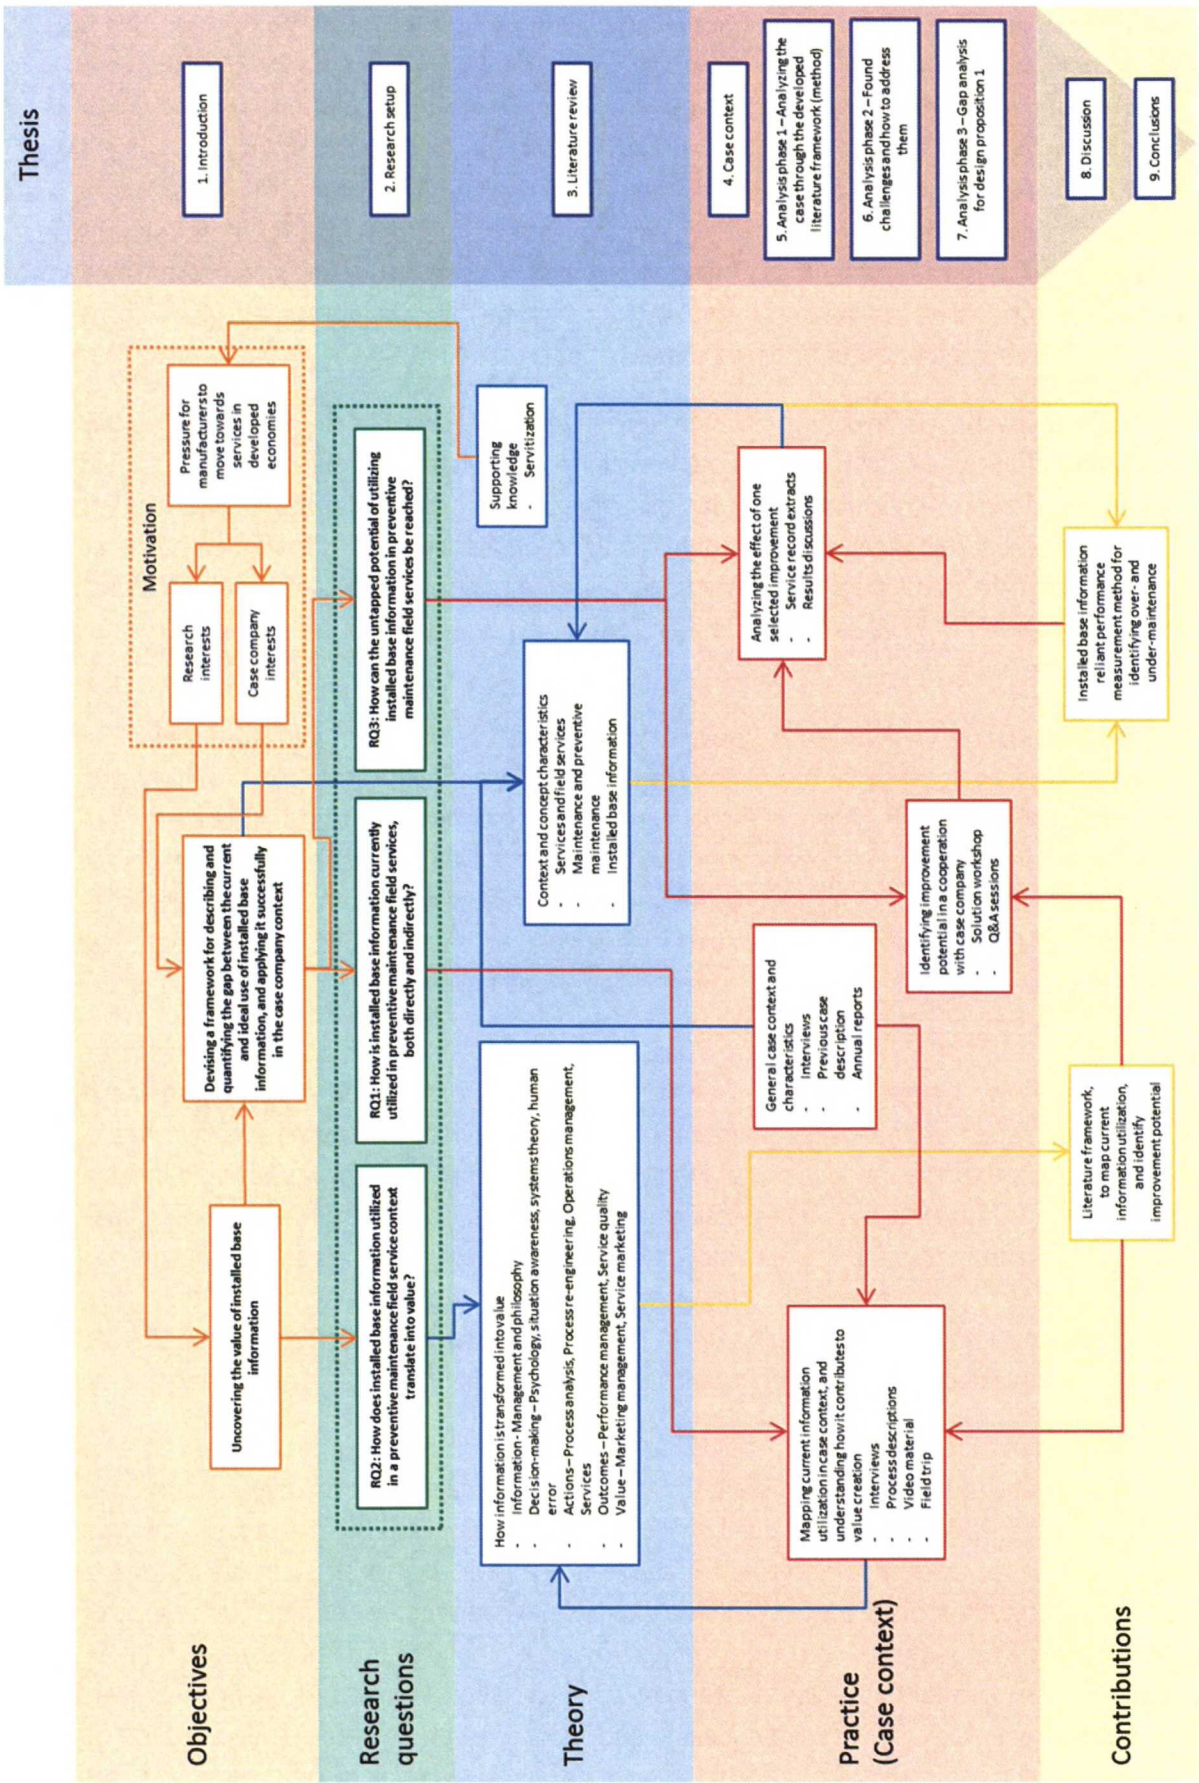 Thesis
Objectives
Uncovering the value of installed base
information
Devising a framework for describing and
quantifying the gap between the current
and ideal use of installed base
information, and applying it successfully
in the case company context
Motivation
Research
interests
Case company
interests
Pressure for
manufacturers to
move towards
services in
developed
economies
1. Introduction
Research
questions
RQ2: How does installed base information utilized
in a preventive maintenance field service context
translate into value?
RQ1: How is installed base information currently
utilized in preventive maintenance field services,
both directly and indirectly?
RQ3: How can the untapped potential of utilizing
installed base information in preventive
maintenance field services be reached?
2. Research setup
Theory
How information is transformed into value
- Information - Management and philosophy
- Decision-making – Psychology, situation awareness, systems theory, human
error
- Actions – Process analysis, Process re-engineering, Operations management,
Services
- Outcomes – Performance management, Service quality
- Value – Marketing management, Service marketing
Context and concept characteristics
- Services and field services
- Maintenance and preventive
maintenance
- Installed base information
Supporting
knowledge
- Servitization
3. Literature review
Practice
(Case context)
Mapping current information
utilization in case context, and
understanding how it contributes to
value creation
- Interviews
- Process descriptions
- Video material
- Field trip
General case context and
characteristics
- Interviews
- Previous case
description
- Annual reports
Identifying improvement
potential in a cooperation
with case company
- Solution workshop
- Q&A sessions
Analyzing the effect of one
selected improvement
- Service record extracts
- Results discussions
4. Case context
5. Analysis phase 1 – Analyzing the
case through the developed
literature framework (method)
6. Analysis phase 2 – Found
challenges and how to address
them
7. Analysis phase 3 – Gap analysis
for design proposition 1
Contributions
Literature framework,
to map current
information utilization,
and identify
improvement potential
Installed base information
reliant performance
measurement method for
identifying over- and
under-maintenance
8. Discussion
9. Conclusions